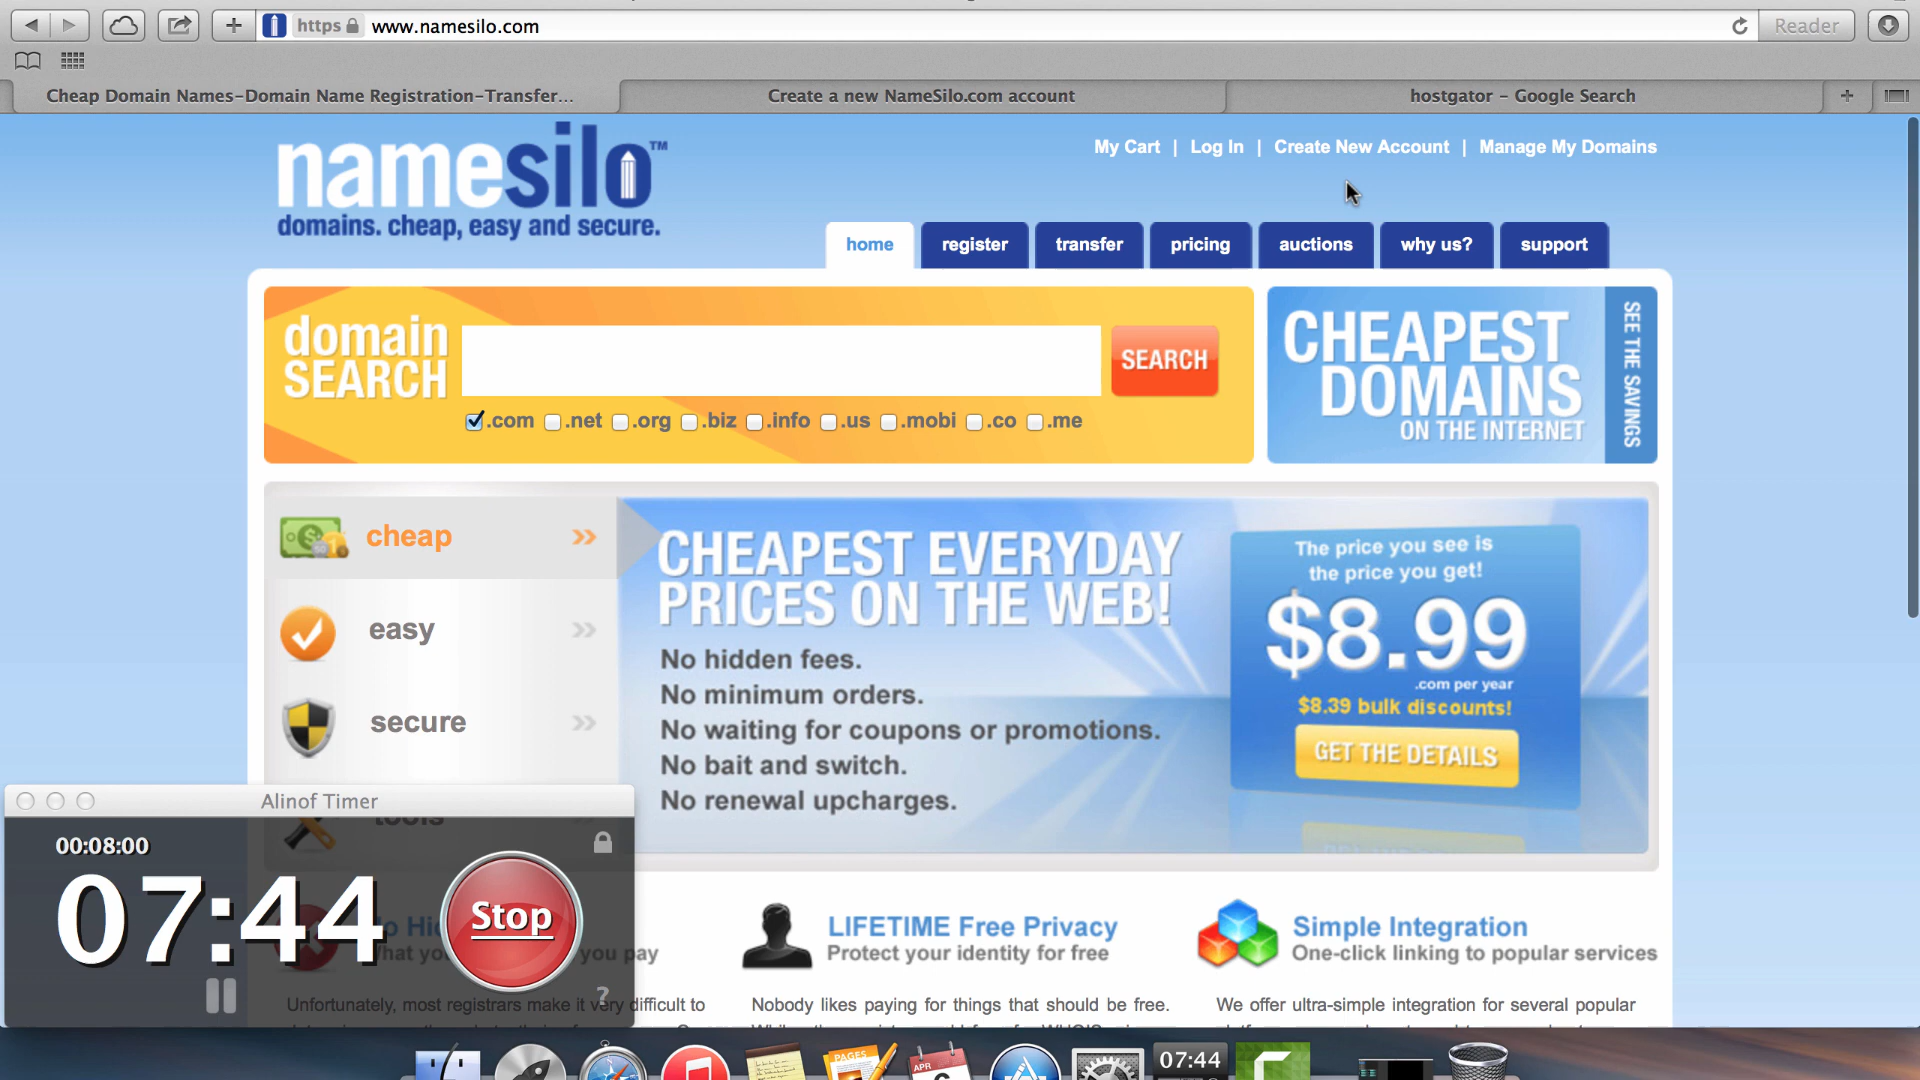 https www.namesilo.com Reader
Cheap Domain Names-Domain Name Registration-Transfer... Create a new NameSilo.com account hostgator - Google Search
namesilo™
domains. cheap, easy and secure.
My Cart | Log In | Create New Account | Manage My Domains
home register transfer pricing auctions why us? support
domain
SEARCH
SEARCH
.com .net .org .biz .info .us .mobi .co .me
CHEAPEST
DOMAINS
ON THE INTERNET
SEE THE SAVINGS
cheap
easy
secure
tools
CHEAPEST EVERYDAY
PRICES ON THE WEB!
No hidden fees.
No minimum orders.
No waiting for coupons or promotions.
No bait and switch.
No renewal upcharges.
The price you see is
the price you get!
$8.99
.com per year
$8.39 bulk discounts!
GET THE DETAILS
Alinof Timer
00:08:00
07:44
Stop
?
you pay
Unfortunately, most registrars make it very difficult to
LIFETIME Free Privacy
Protect your identity for free
Nobody likes paying for things that should be free.
Simple Integration
One-click linking to popular services
We offer ultra-simple integration for several popular
PAGES
APR
07:44